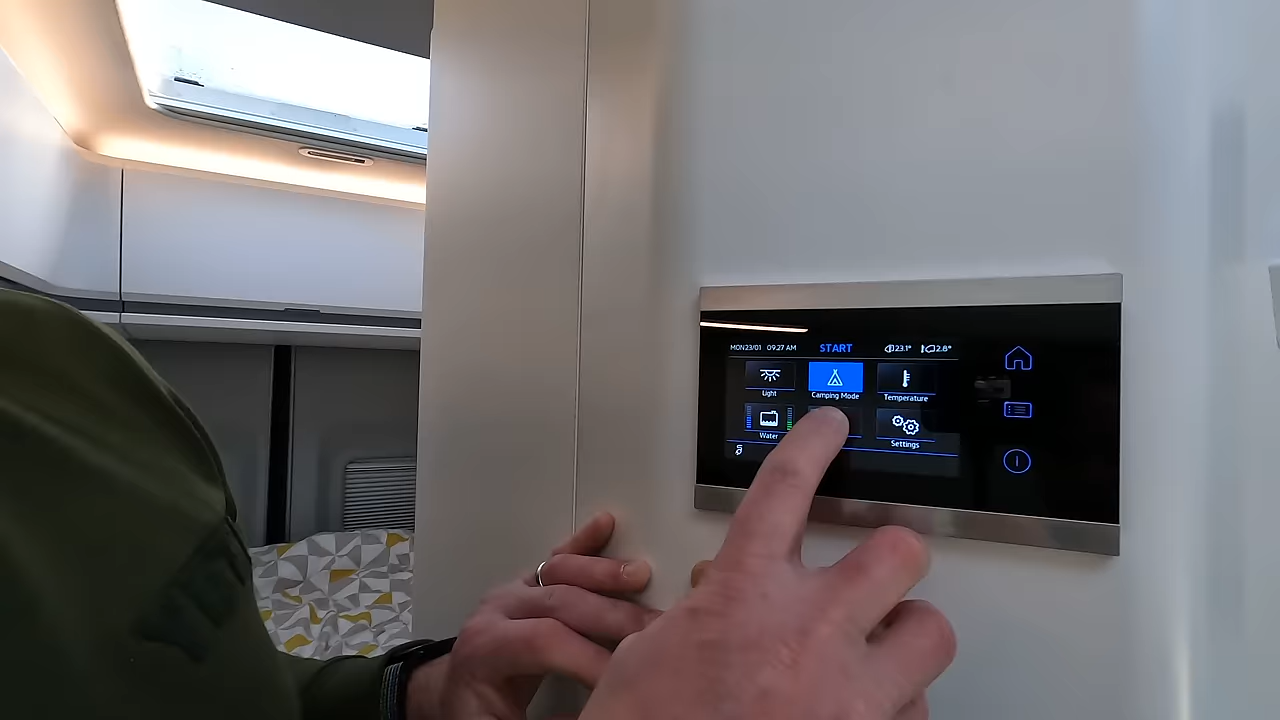 MON23/01 09:27 AM START 23.1° 2.8°
Light Camping Mode Temperature
Water Settings